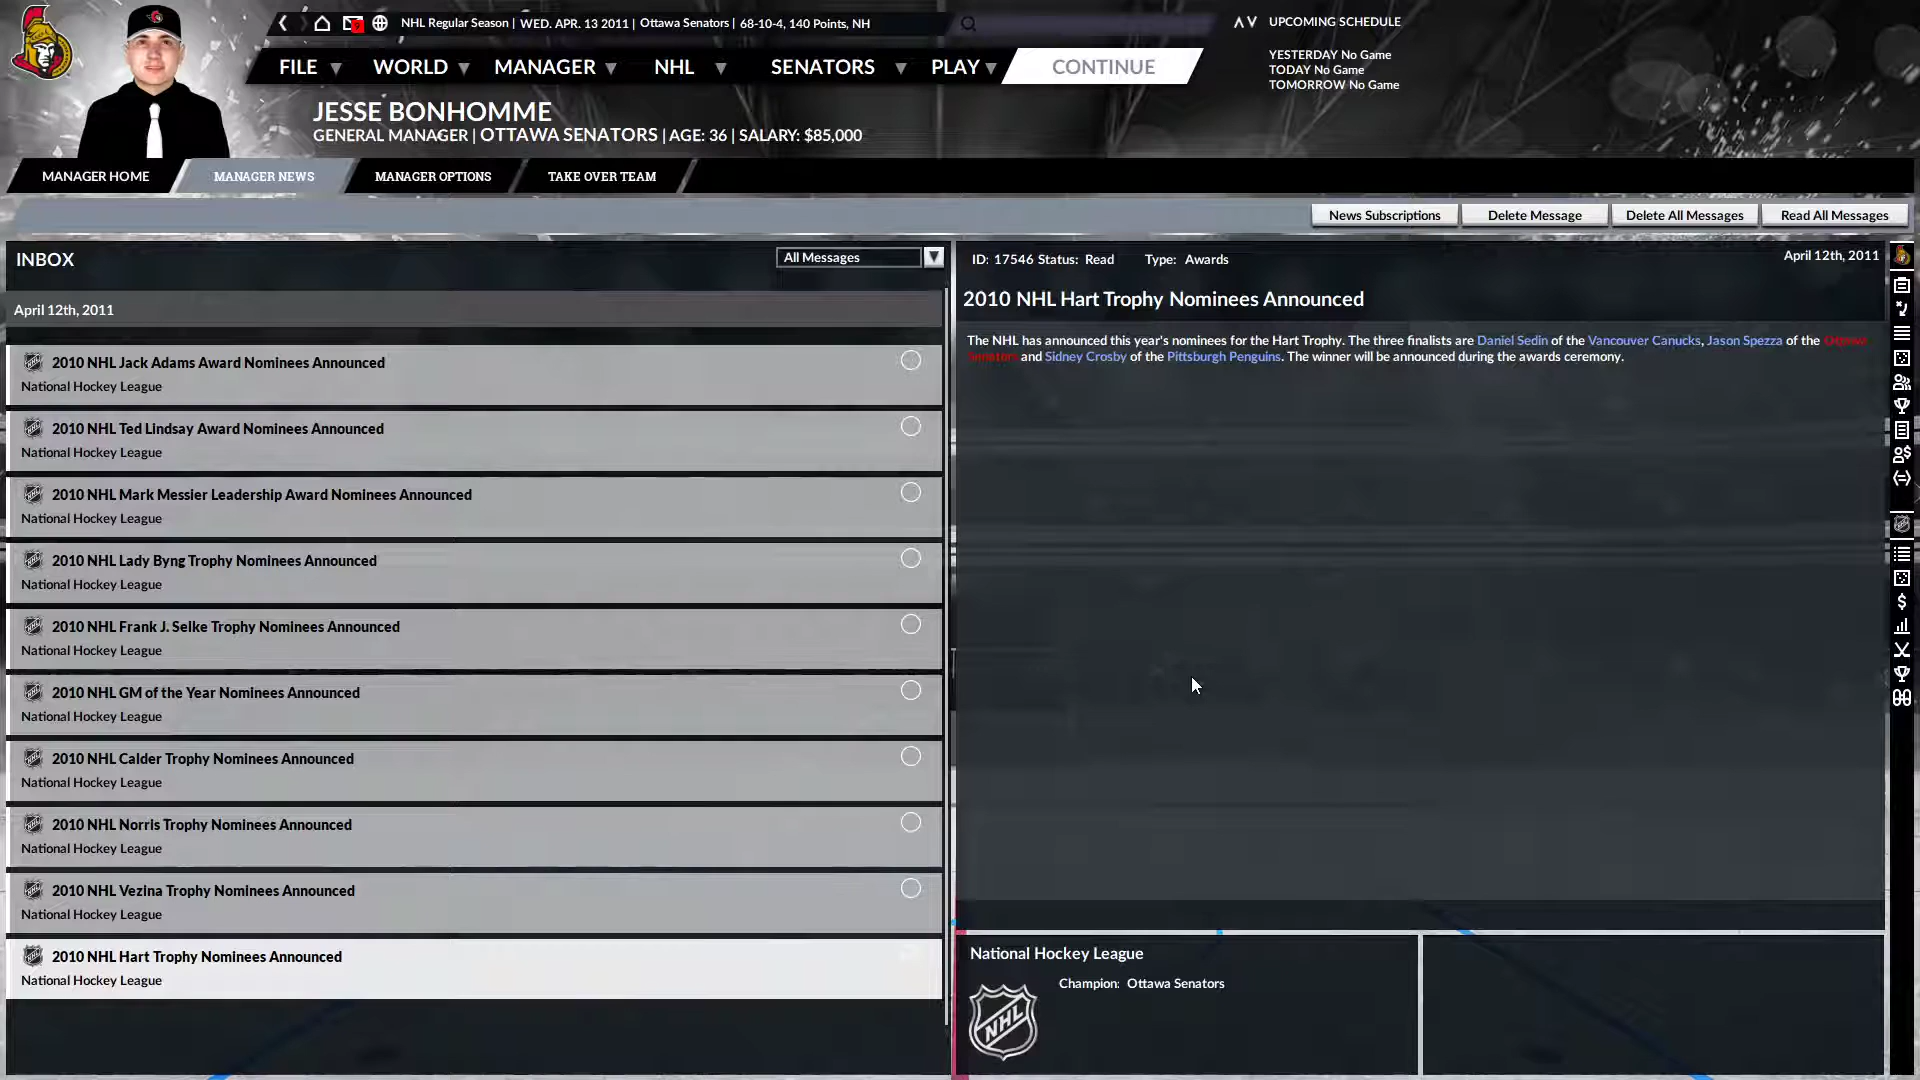 NHL Regular Season | WED. APR. 13 2011 | Ottawa Senators | 68-10-4, 140 Points, NH
UPCOMING SCHEDULE
YESTERDAY No Game
TODAY No Game
TOMORROW No Game
FILE
WORLD
MANAGER
NHL
SENATORS
PLAY
CONTINUE
JESSE BONHOMME
GENERAL MANAGER | OTTAWA SENATORS | AGE: 36 | SALARY: $85,000
MANAGER HOME
MANAGER NEWS
MANAGER OPTIONS
TAKE OVER TEAM
News Subscriptions
Delete Message
Delete All Messages
Read All Messages
INBOX
All Messages
April 12th, 2011
2010 NHL Jack Adams Award Nominees Announced
National Hockey League
2010 NHL Ted Lindsay Award Nominees Announced
National Hockey League
2010 NHL Mark Messier Leadership Award Nominees Announced
National Hockey League
2010 NHL Lady Byng Trophy Nominees Announced
National Hockey League
2010 NHL Frank J. Selke Trophy Nominees Announced
National Hockey League
2010 NHL GM of the Year Nominees Announced
National Hockey League
2010 NHL Calder Trophy Nominees Announced
National Hockey League
2010 NHL Norris Trophy Nominees Announced
National Hockey League
2010 NHL Vezina Trophy Nominees Announced
National Hockey League
2010 NHL Hart Trophy Nominees Announced
National Hockey League
ID: 17546 Status: Read Type: Awards
April 12th, 2011
2010 NHL Hart Trophy Nominees Announced
The NHL has announced this year's nominees for the Hart Trophy. The three finalists are Daniel Sedin of the Vancouver Canucks, Jason Spezza of the Ottawa
Senators and Sidney Crosby of the Pittsburgh Penguins. The winner will be announced during the awards ceremony.
National Hockey League
Champion: Ottawa Senators
NHL